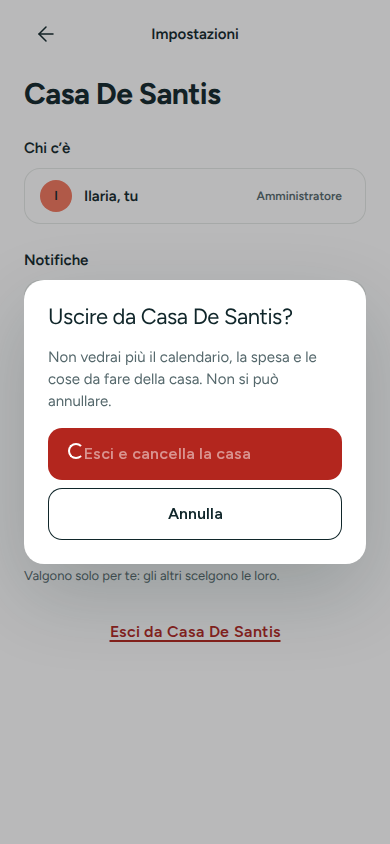 Impostazioni
Casa De Santis
Chi c’è
I
Ilaria, tu
Amministratore
Notifiche
Uscire da Casa De Santis?
Non vedrai più il calendario, la spesa e le
cose da fare della casa. Non si può
annullare.
Esci e cancella la casa
Annulla
Valgono solo per te: gli altri scelgono le loro.
Esci da Casa De Santis